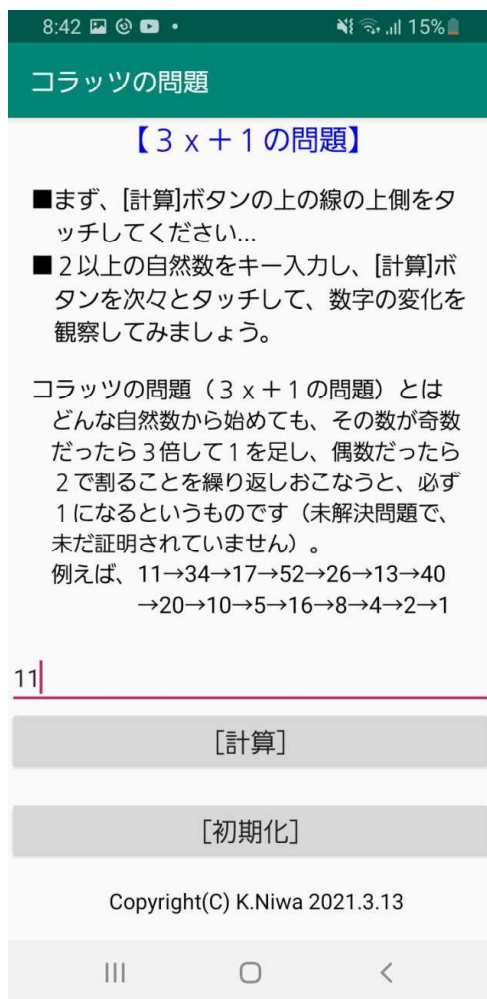 8:42
15%
コラッツの問題
【３ｘ＋１の問題】
■まず、[計算]ボタンの上の線の上側をタ
ッチしてください...
■２以上の自然数をキー入力し、[計算]ボ
タンを次々とタッチして、数字の変化を
観察してみましょう。
コラッツの問題（３ｘ＋１の問題）とは
どんな自然数から始めても、その数が奇数
だったら３倍して１を足し、偶数だったら
２で割ることを繰り返しおこなうと、必ず
１になるというものです（未解決問題で、
未だ証明されていません）。
例えば、11→34→17→52→26→13→40
→20→10→5→16→8→4→2→1
11
［計算］
［初期化］
Copyright(C) K.Niwa 2021.3.13